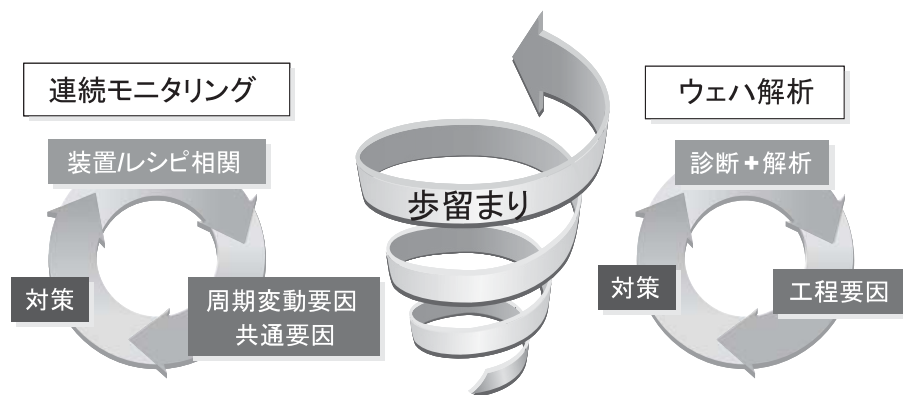 連続モニタリング
装置/レシピ相関
対策
周期変動要因
共通要因
歩留まり
ウェハ解析
診断+解析
対策
工程要因